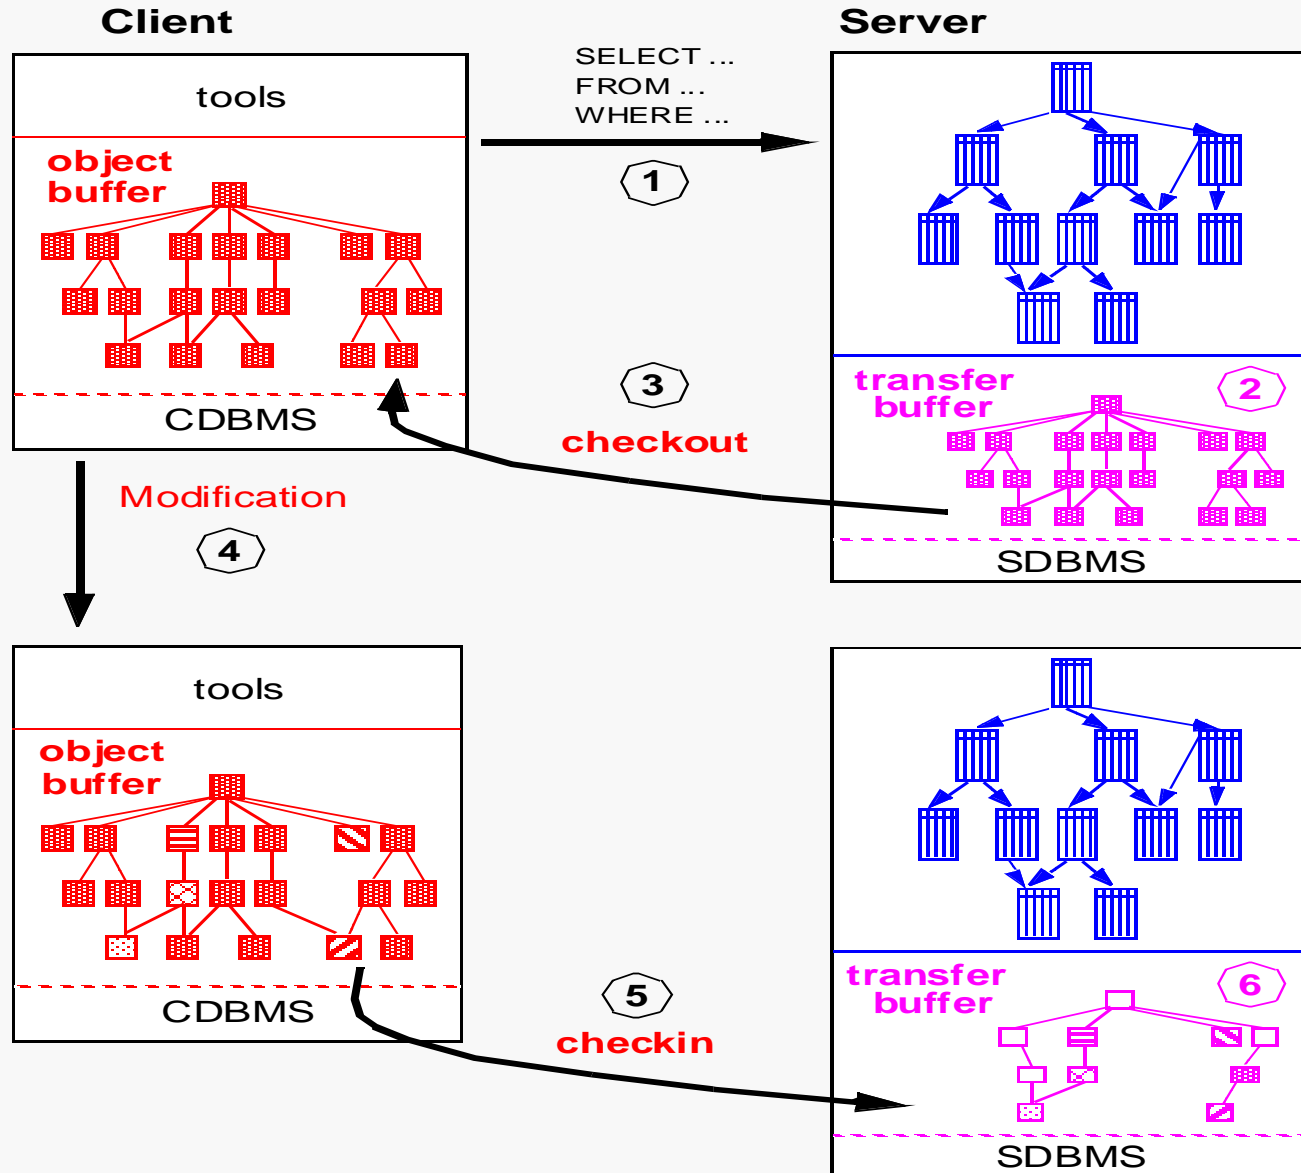 Client
Server
SELECT ...
FROM ...
WHERE ...
tools
object
buffer
1
3
checkout
transfer
buffer
2
CDBMS
SDBMS
Modification
4
tools
object
buffer
CDBMS
5
checkin
transfer
buffer
6
SDBMS